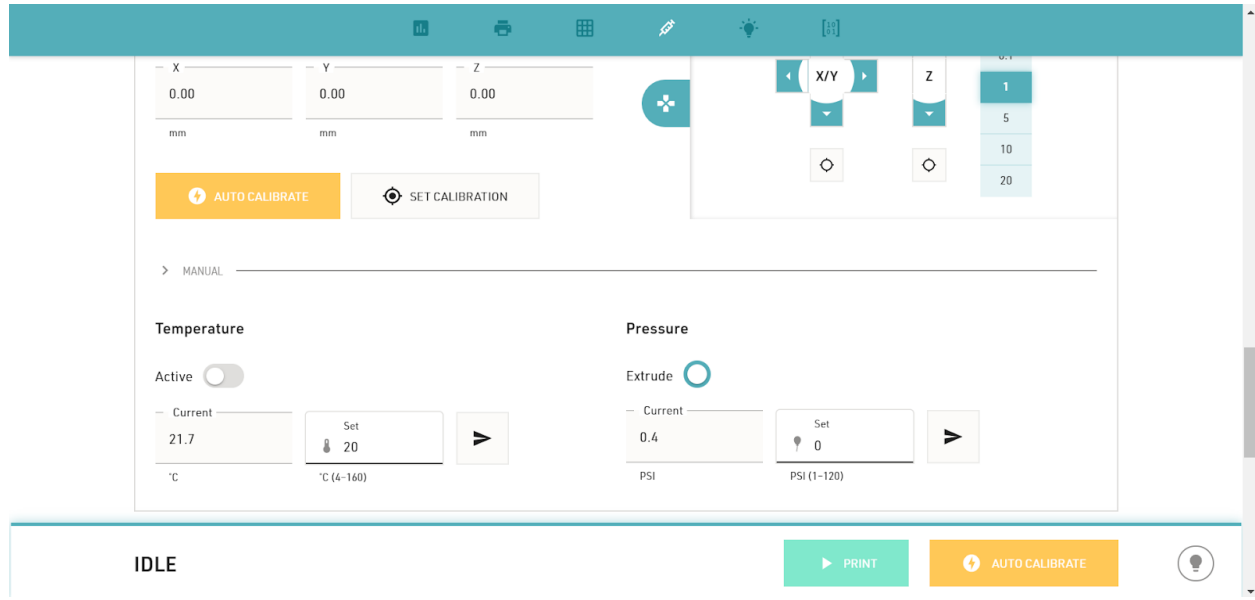 X Y Z
0.00 0.00 0.00
mm mm mm
X/Y Z
1
5
10
20
AUTO CALIBRATE SET CALIBRATION
MANUAL
Temperature Pressure
Active Extrude
Current Set Current Set
21.7 20 0.4 0
°C °C (4-160) PSI PSI (1-120)
IDLE PRINT AUTO CALIBRATE